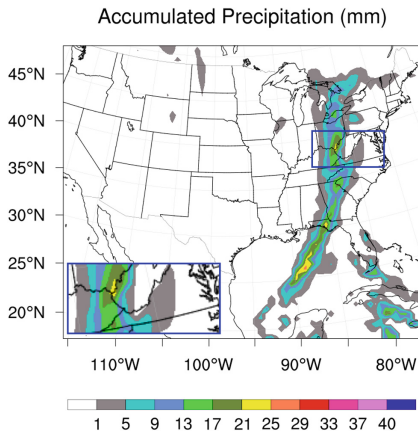 Accumulated Precipitation (mm)
45°N
40°N
35°N
30°N
25°N
20°N
110°W 100°W 90°W 80°W
1 5 9 13 17 21 25 29 33 37 40